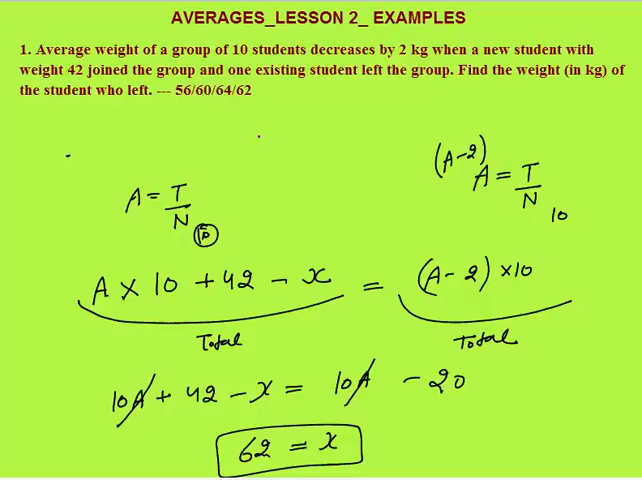 AVERAGES_LESSON 2_ EXAMPLES
1. Average weight of a group of 10 students decreases by 2 kg when a new student with
weight 42 joined the group and one existing student left the group. Find the weight (in kg) of
the student who left. --- 56/60/64/62
(A-2)
A = T/N
10
A = T/N
10
A × 10 + 42 - x = (A - 2) × 10
Total Total
10A + 42 - x = 10A - 20
62 = x